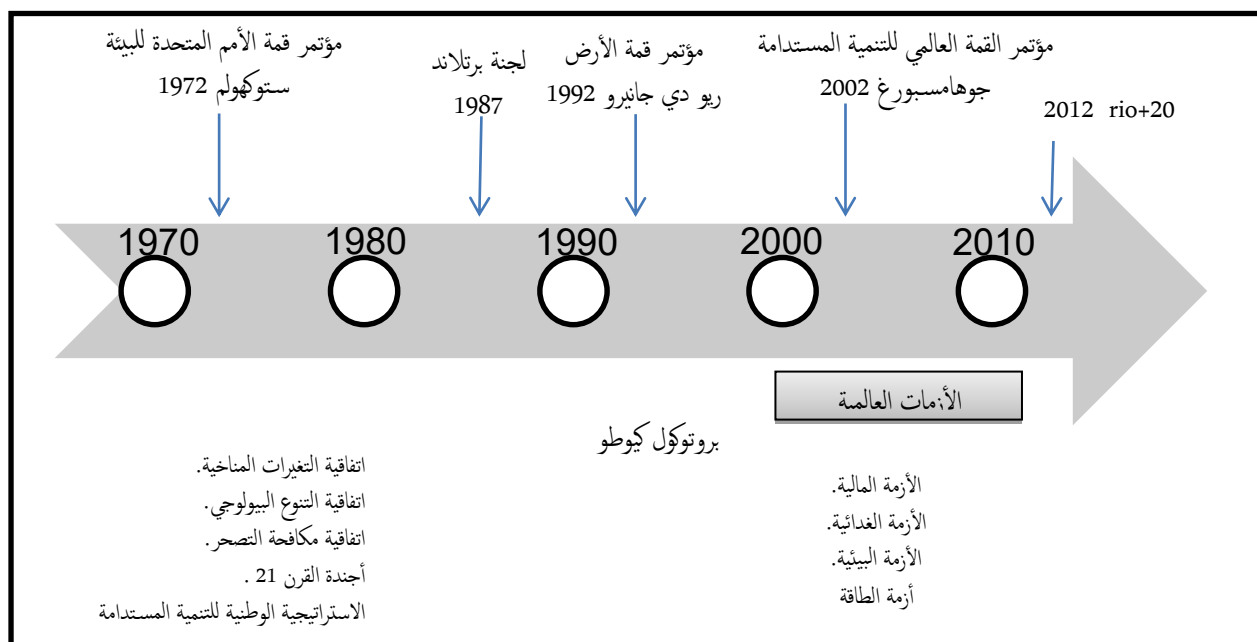 مؤتمر قمة الأمم المتحدة للبيئة
ستوكهولم 1972
لجنة برتلاند
1987
مؤتمر قمة الأرض
ريو دي جانيرو 1992
مؤتمر القمة العالمي للتنمية المستدامة
جوهامسبورغ 2002
2012 rio+20
1970
1980
1990
2000
2010
الأزمات العالمية
بروتوكول كيوطو
اتفاقية التغيرات المناخية.
اتفاقية التنوع البيولوجي.
اتفاقية مكافحة التصحر.
أجندة القرن 21 .
الاستراتيجية الوطنية للتنمية المستدامة
الأزمة المالية.
الأزمة الغدائية.
الأزمة البيئية.
أزمة الطاقة